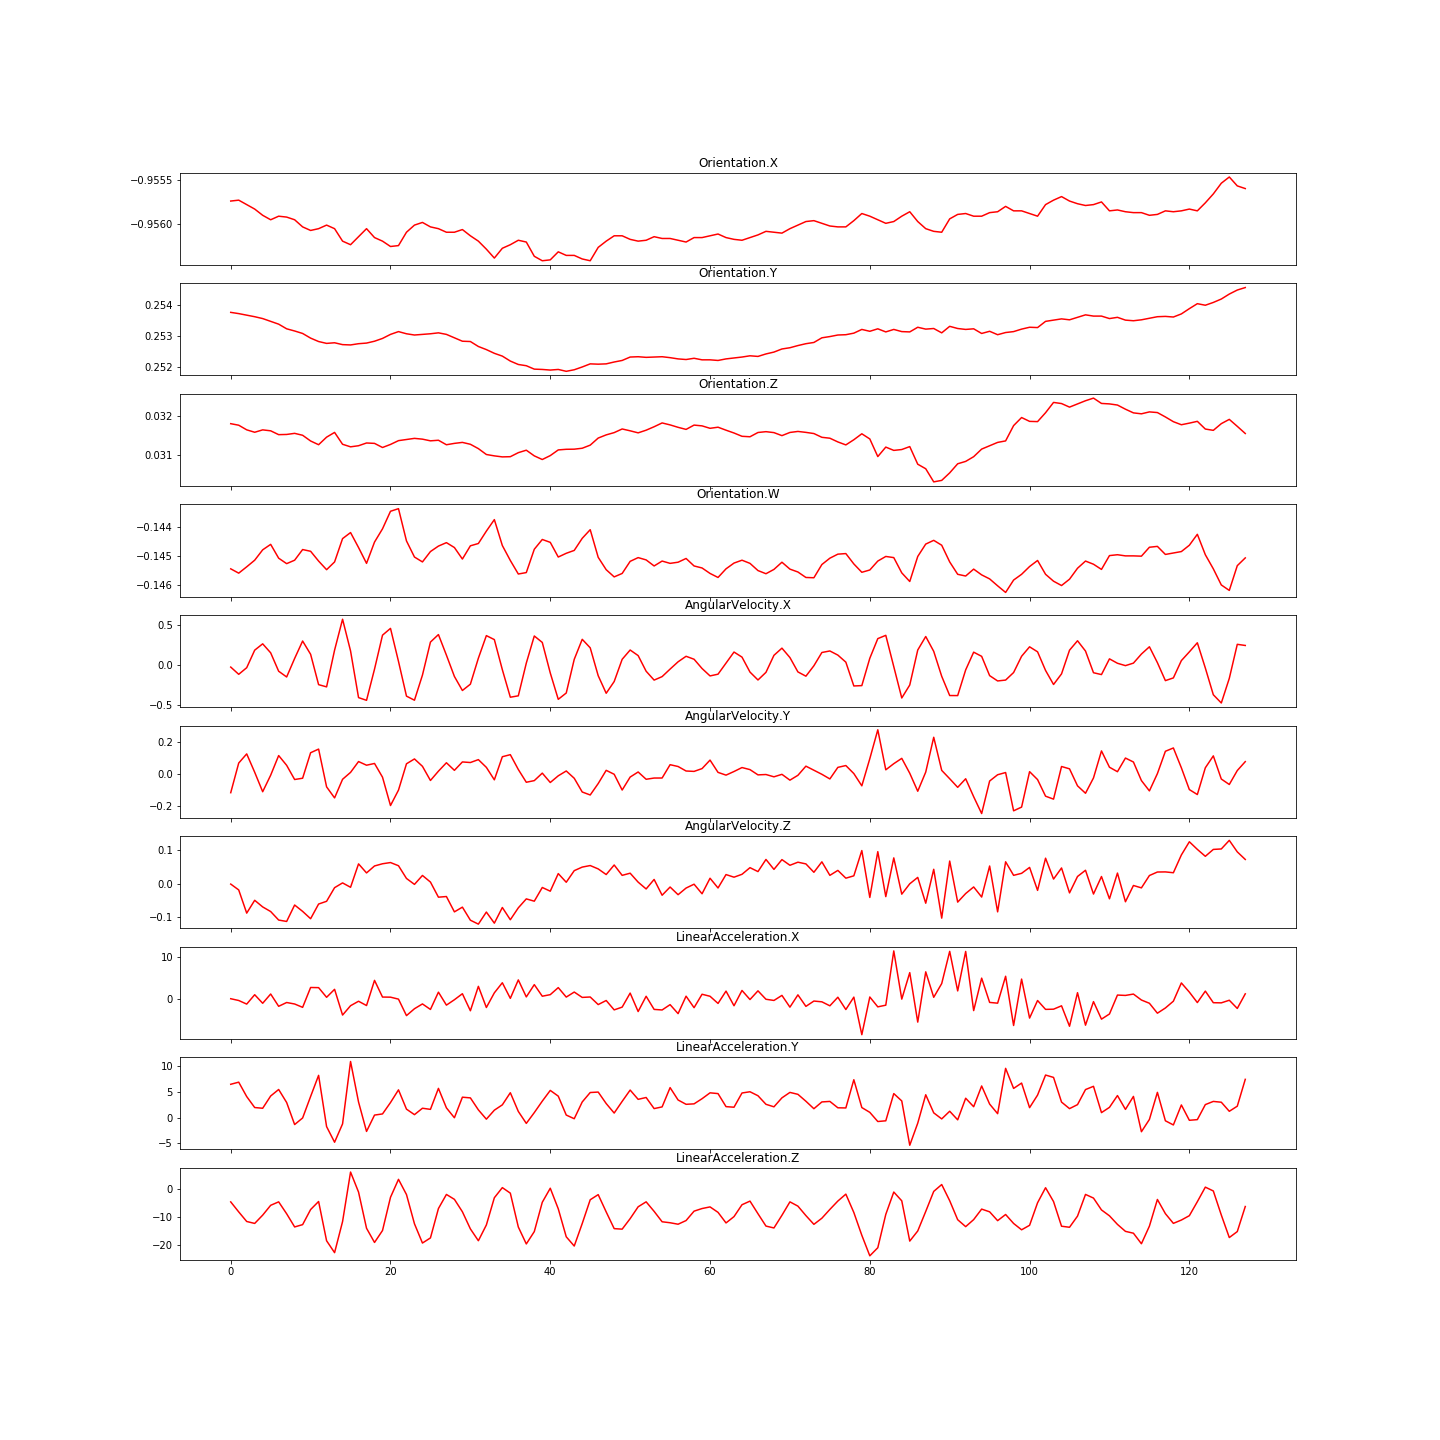 Orientation.X
−0.9555
−0.9560
Orientation.Y
0.254
0.253
0.252
Orientation.Z
0.032
0.031
Orientation.W
−0.144
−0.145
−0.146
AngularVelocity.X
0.5
0.0
−0.5
AngularVelocity.Y
0.2
0.0
−0.2
AngularVelocity.Z
0.1
0.0
−0.1
LinearAcceleration.X
10
0
LinearAcceleration.Y
10
5
0
−5
LinearAcceleration.Z
0
−10
−20
0 20 40 60 80 100 120